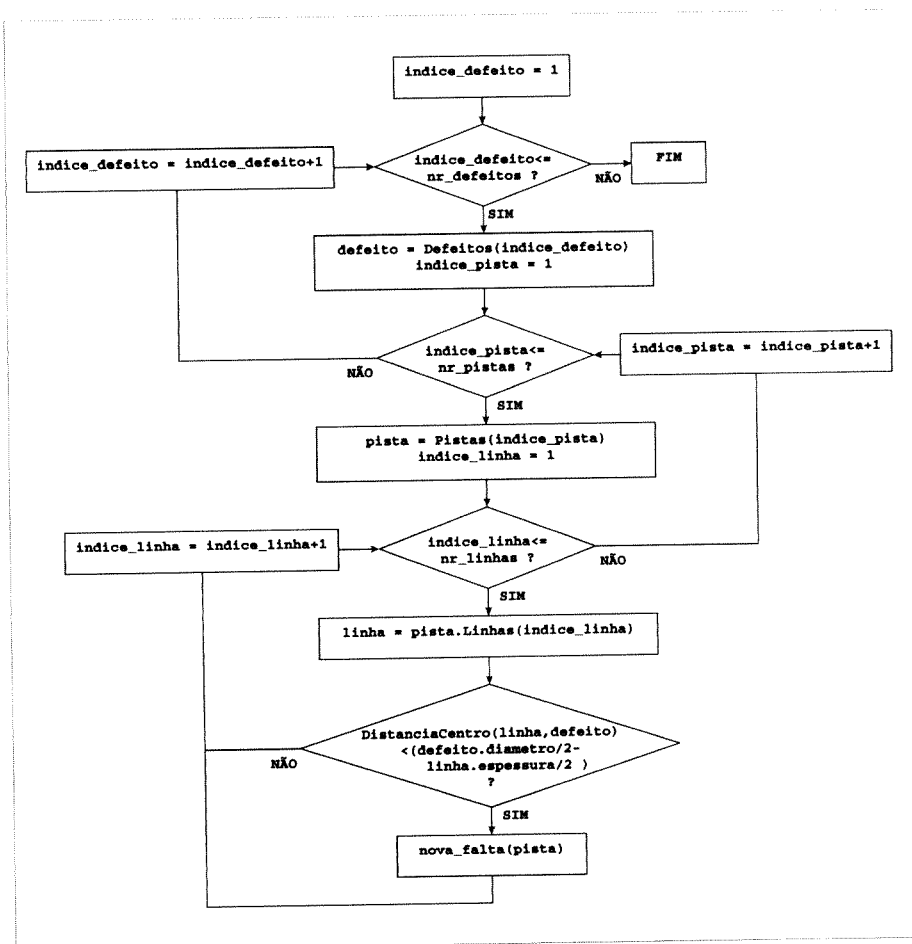 indice_defeito = 1
indice_defeito = indice_defeito+1
indice_defeito<=
nr_defeitos ?
NÃO
FIM
SIM
defeito = Defeitos(indice_defeito)
indice_pista = 1
indice_pista<=
nr_pistas ?
indice_pista = indice_pista+1
NÃO
SIM
pista = Pistas(indice_pista)
indice_linha = 1
indice_linha = indice_linha+1
indice_linha<=
nr_linhas ?
NÃO
SIM
linha = pista.Linhas(indice_linha)
DistanciaCentro(linha,defeito)
<(defeito.diametro/2-
linha.espessura/2 )
?
NÃO
SIM
nova_falta(pista)